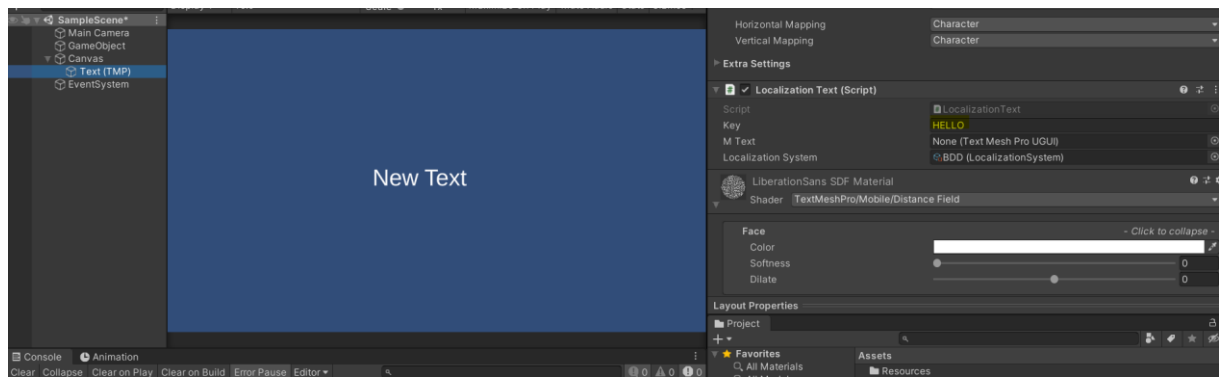 SampleScene*
Main Camera
GameObject
Canvas
Text (TMP)
EventSystem
New Text
Console Animation
Clear Collapse Clear on Play Clear on Build Error Pause Editor 0 0 0
Horizontal Mapping Character
Vertical Mapping Character
Extra Settings
Localization Text (Script)
Script LocalizationText
Key HELLO
M Text None (Text Mesh Pro UGUI)
Localization System BDD (LocalizationSystem)
LiberationSans SDF Material
Shader TextMeshPro/Mobile/Distance Field
Face - Click to collapse -
Color
Softness 0
Dilate 0
Layout Properties
Project
Favorites Assets
All Materials Resources